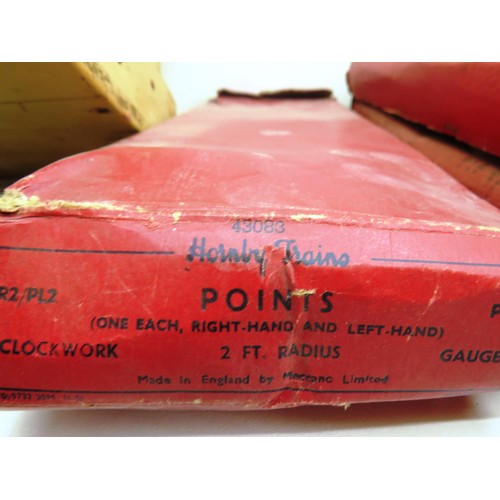 43083
Hornby Trains
R2/PL2 POINTS P
(ONE EACH, RIGHT-HAND AND LEFT-HAND)
CLOCKWORK 2 FT. RADIUS GAUGE
Made in England by Meccano Limited